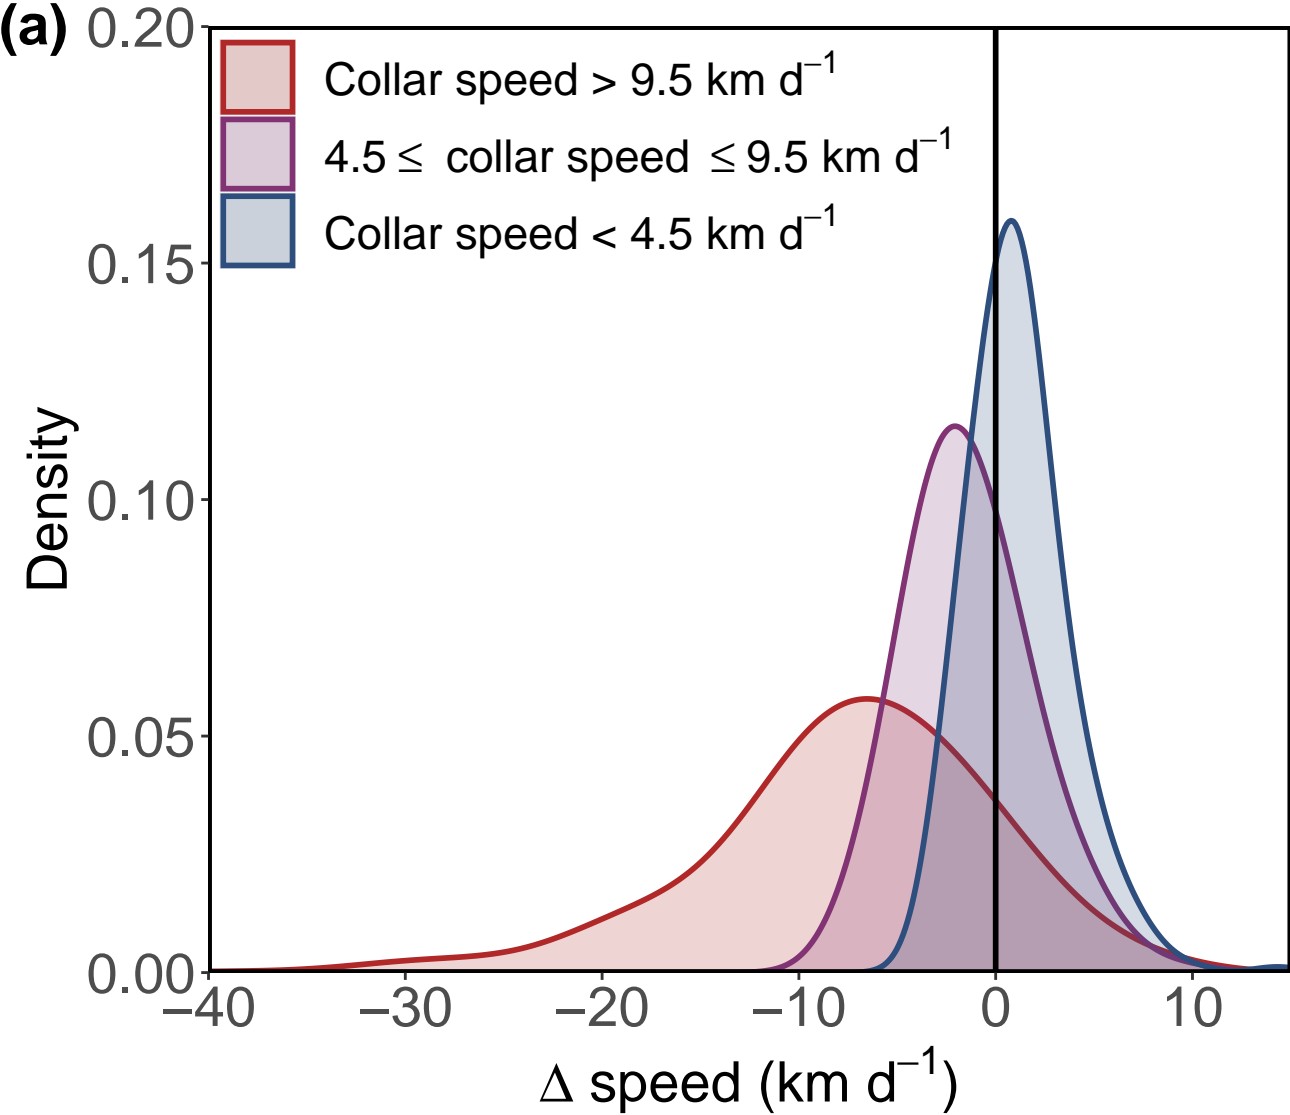 (a)
0.20
0.15
0.10
0.05
0.00
Density
Collar speed > 9.5 km d⁻¹
4.5 ≤ collar speed ≤ 9.5 km d⁻¹
Collar speed < 4.5 km d⁻¹
−40 −30 −20 −10 0 10
Δ speed (km d⁻¹)